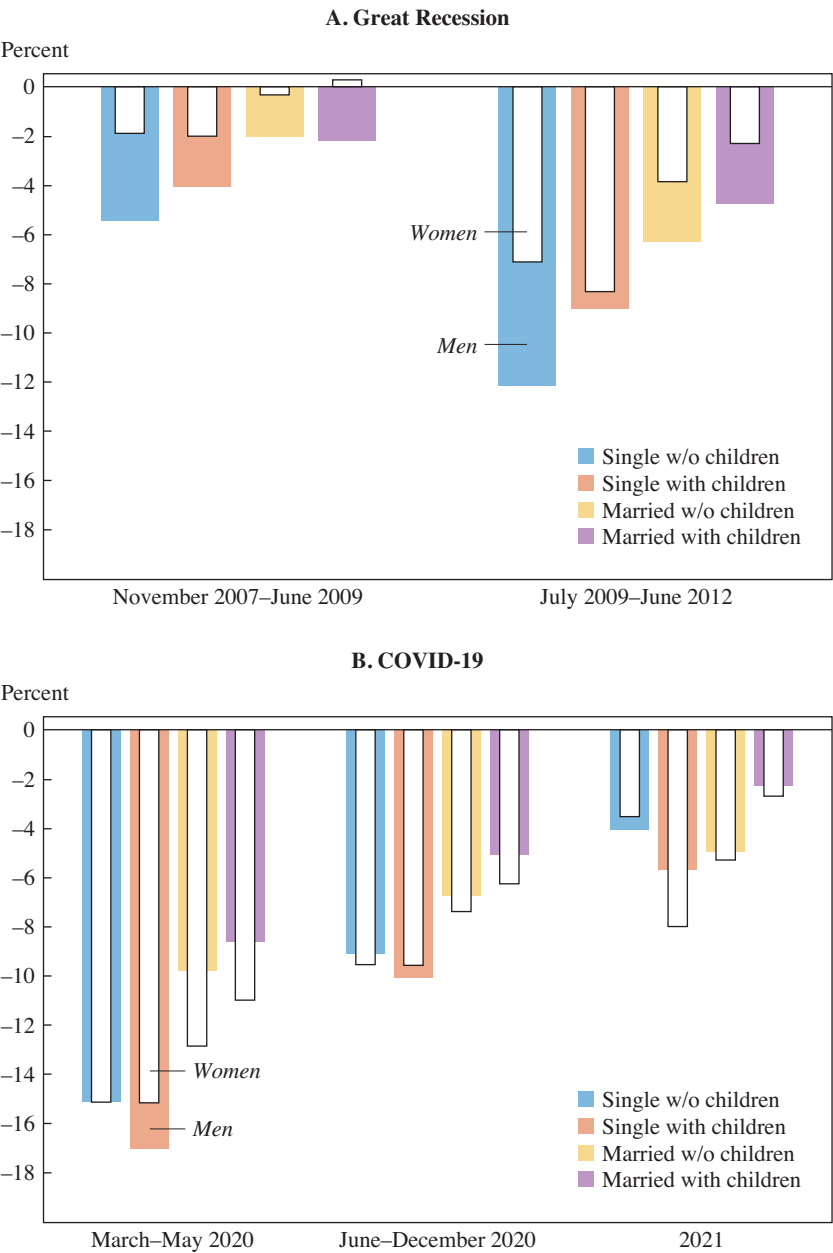 A. Great Recession
Percent
0
–2
–4
–6
–8
–10
–12
–14
–16
–18
Women
Men
Single w/o children
Single with children
Married w/o children
Married with children
November 2007–June 2009
July 2009–June 2012
B. COVID-19
Percent
0
–2
–4
–6
–8
–10
–12
–14
–16
–18
Women
Men
Single w/o children
Single with children
Married w/o children
Married with children
March–May 2020
June–December 2020
2021